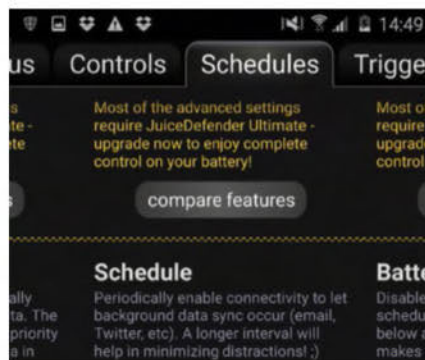 14:49
us Controls Schedules Trigge
s
te -
te
Most of the advanced settings
require JuiceDefender Ultimate -
upgrade now to enjoy complete
control on your battery!
Most o
require
upgrad
control
s
compare features
Schedule
Periodically enable connectivity to let
background data sync occur (email,
Twitter, etc). A longer interval will
help in minimizing distractions! :)
ally
ta. The
priority
a in
Batte
Disable
schedu
below a
makes